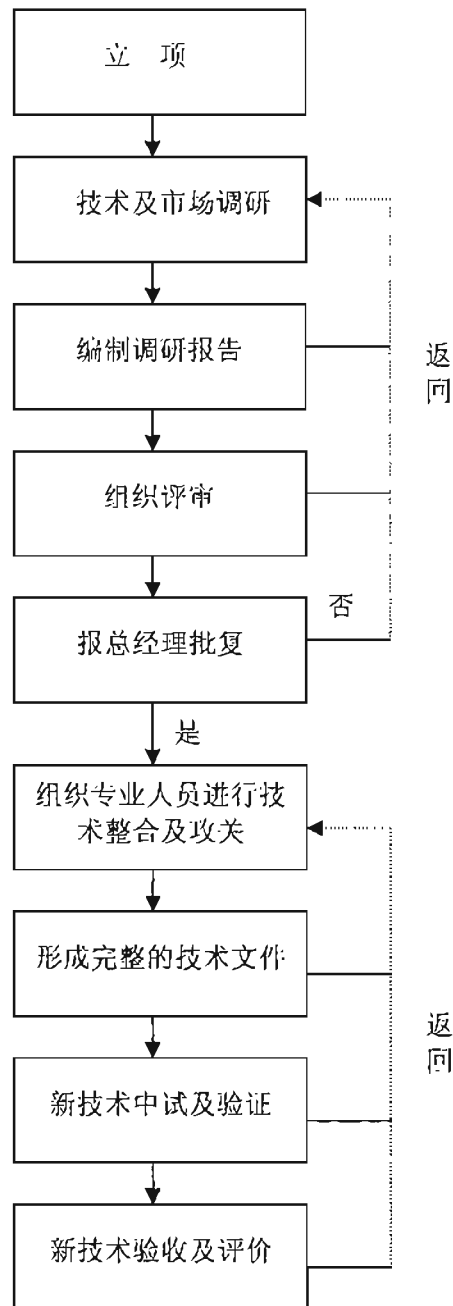 立 项
技术及市场调研
编制调研报告
返
回
组织评审
否
报总经理批复
是
组织专业人员进行技
术整合及攻关
形成完整的技术文件
返
回
新技术中试及验证
新技术验收及评价